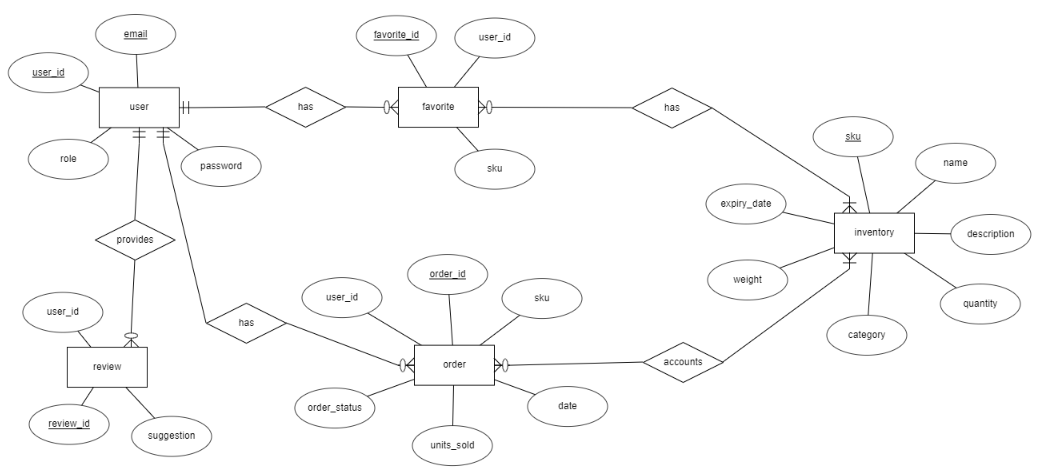 email
favorite_id
user_id
user_id
user
has
favorite
has
role
password
sku
sku
name
expiry_date
inventory
description
provides
weight
quantity
category
order_id
user_id
sku
user_id
has
review
order
accounts
order_status
date
review_id
suggestion
units_sold